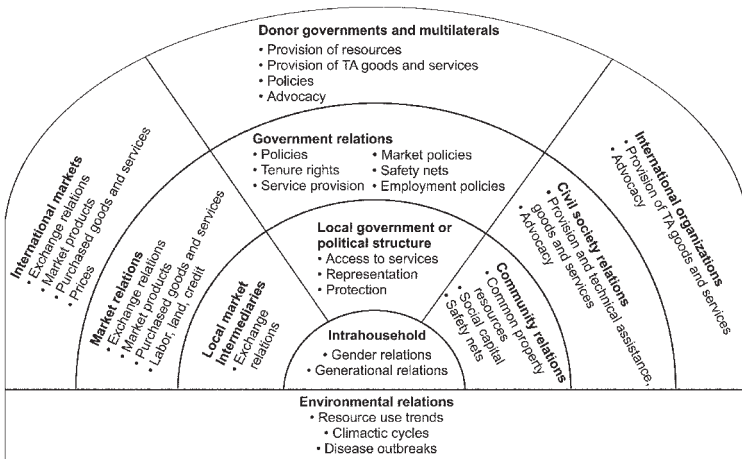 Donor governments and multilaterals
• Provision of resources
• Provision of TA goods and services
• Policies
• Advocacy
Government relations
• Policies
• Tenure rights
• Service provision
• Market policies
• Safety nets
• Employment policies
Local government or
political structure
• Access to services
• Representation
• Protection
International markets
• Exchange relations
• Market products
• Purchased goods and services
• Prices
Market relations
• Exchange relations
• Market products
• Purchased goods and services
• Labor, land, credit
Local market
Intermediaries
• Exchange
relations
Intrahousehold
• Gender relations
• Generational relations
Community relations
• Common property
resources
• Social capital
• Safety nets
Civil society relations
• Provision and technical assistance,
goods and services
• Advocacy
International organizations
• Provision of TA goods and services
• Advocacy
Environmental relations
• Resource use trends
• Climactic cycles
• Disease outbreaks